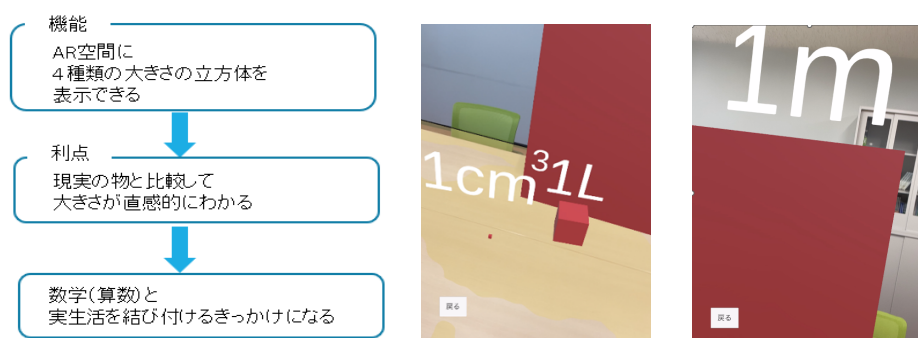 機能
AR空間に
４種類の大きさの立方体を
表示できる
利点
現実の物と比較して
大きさが直感的にわかる
数学(算数)と
実生活を結び付けるきっかけになる
1cm³
1L
戻る
1m
戻る